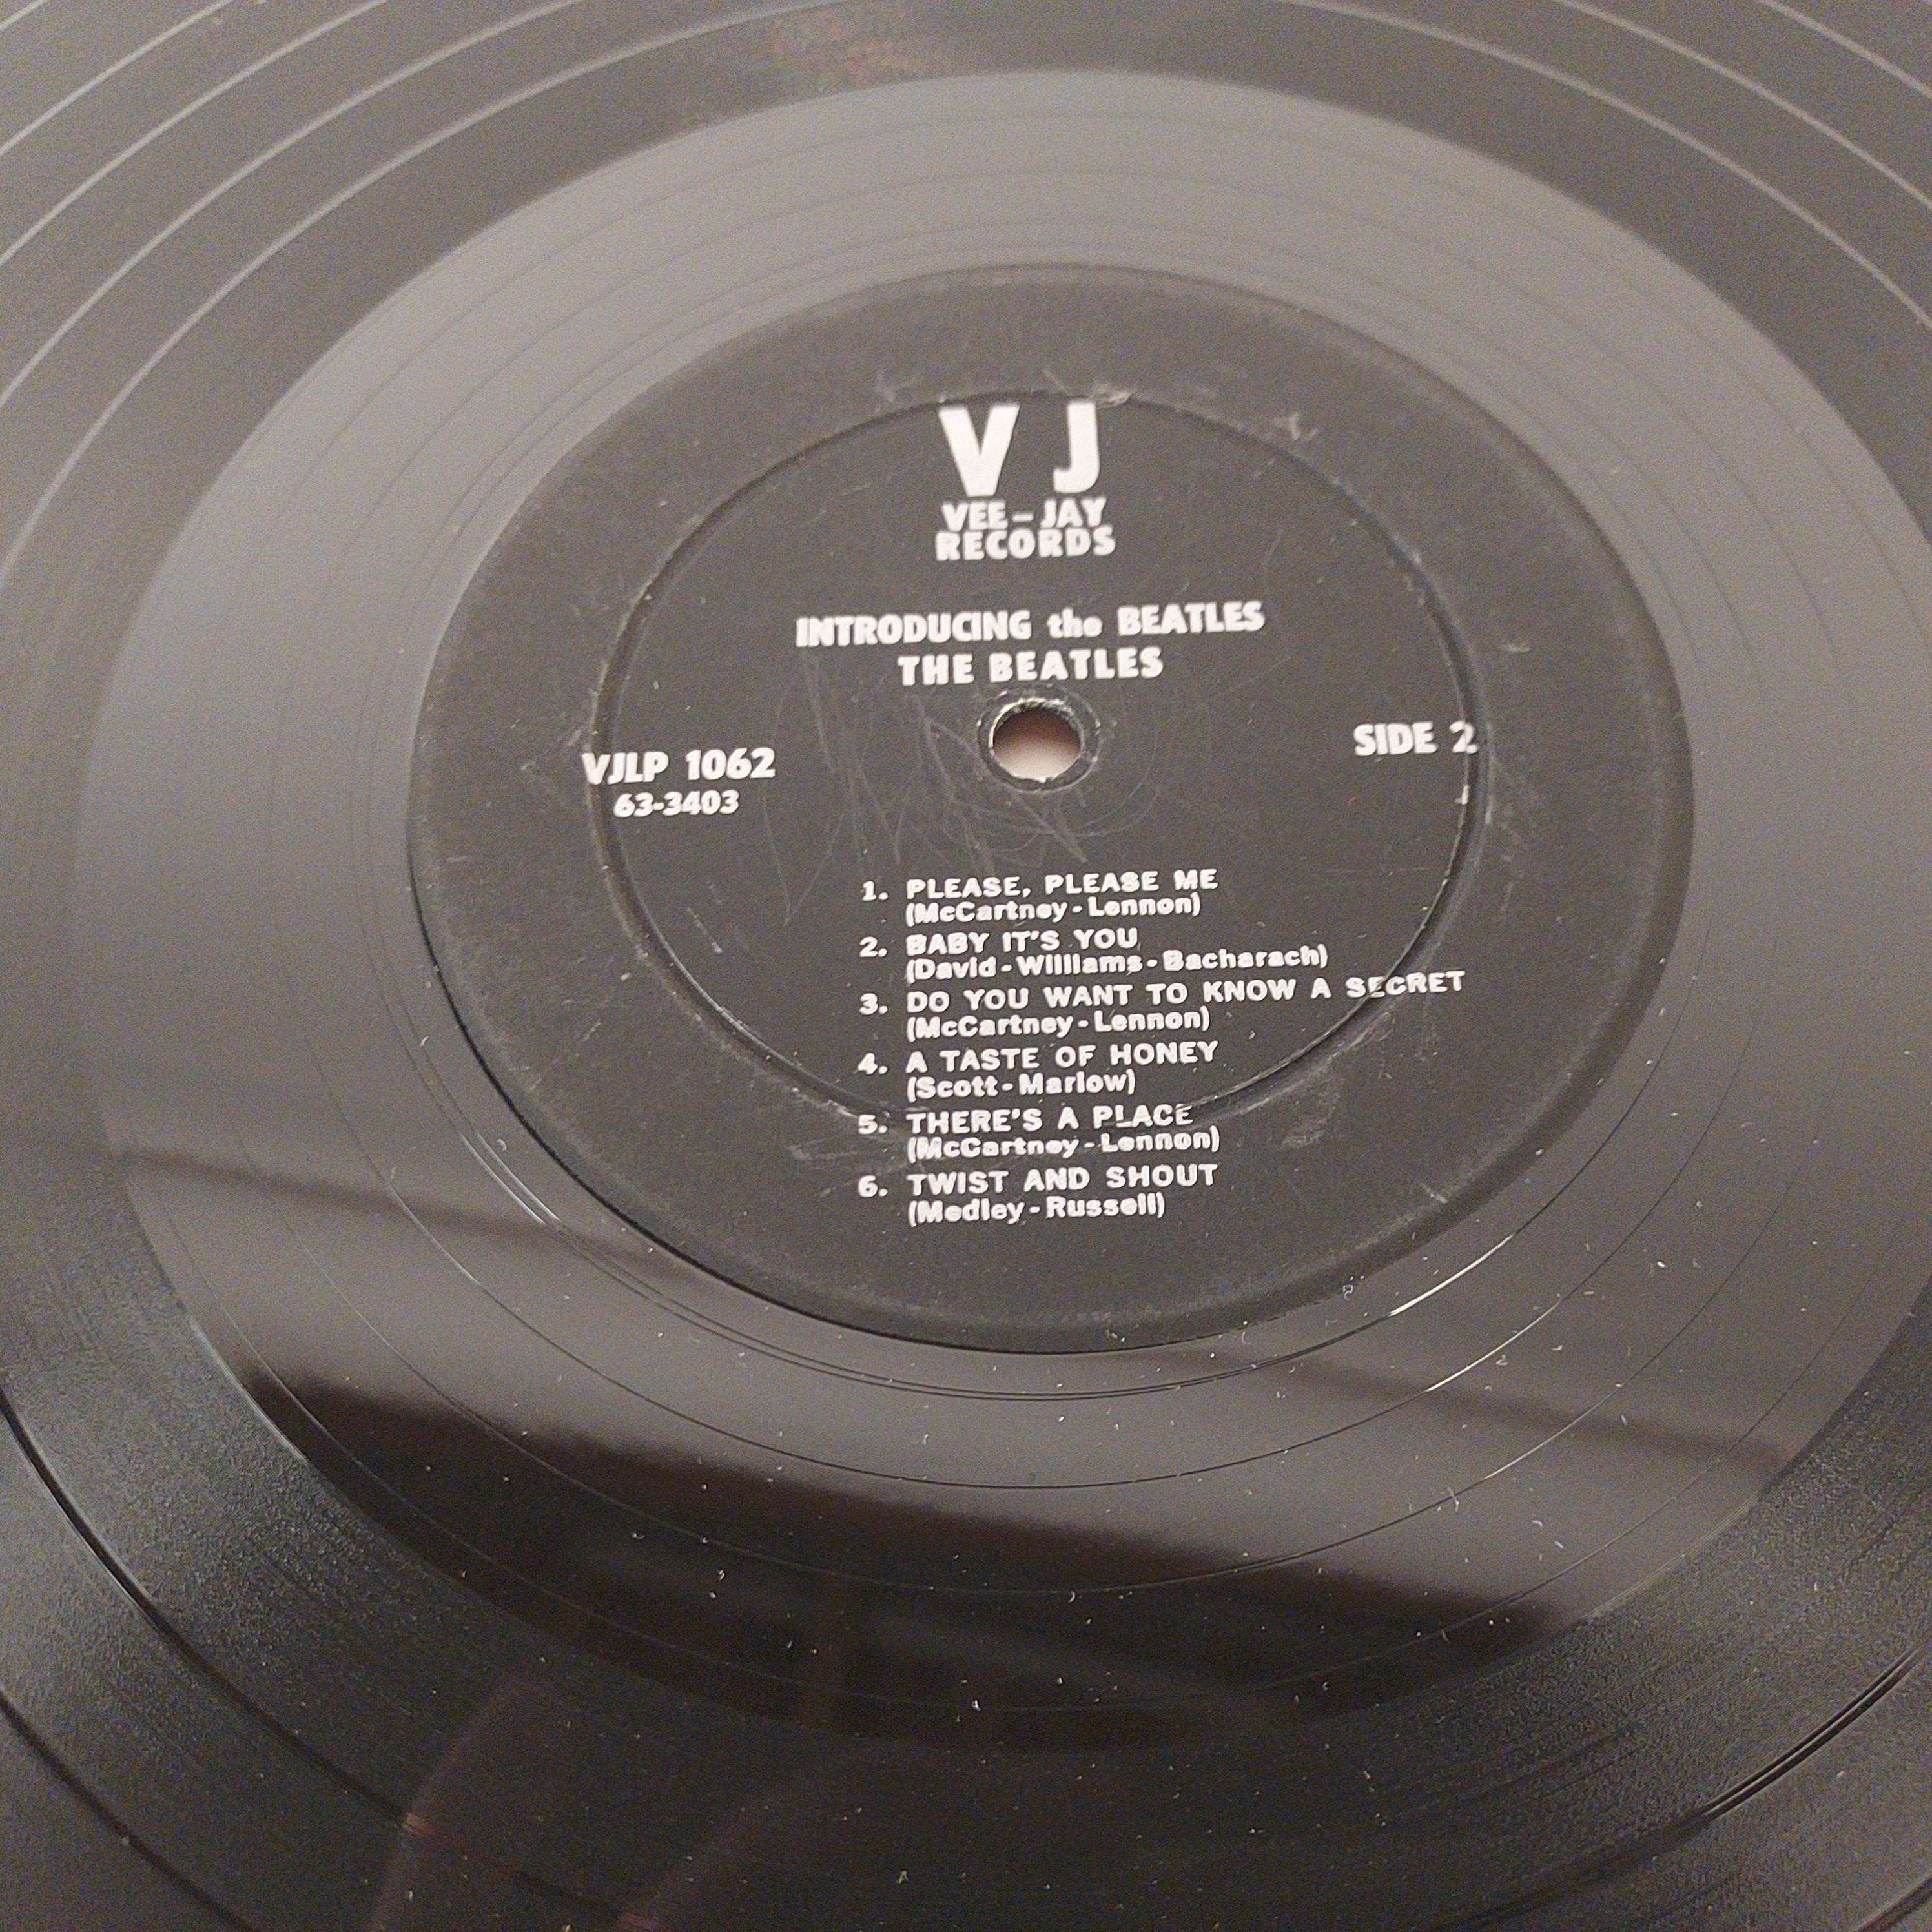 V J
VEE-JAY
RECORDS
INTRODUCING the BEATLES
THE BEATLES
VJLP 1062
63-3403
SIDE 2
1. PLEASE, PLEASE ME
(McCartney-Lennon)
2. BABY IT'S YOU
(David-Williams-Bacharach)
3. DO YOU WANT TO KNOW A SECRET
(McCartney-Lennon)
4. A TASTE OF HONEY
(Scott-Marlow)
5. THERE'S A PLACE
(McCartney-Lennon)
6. TWIST AND SHOUT
(Medley-Russell)